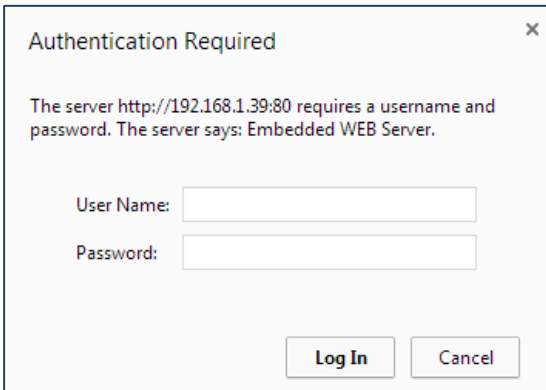 Authentication Required
The server http://192.168.1.39:80 requires a username and
password. The server says: Embedded WEB Server.
User Name:
Password:
Log In
Cancel